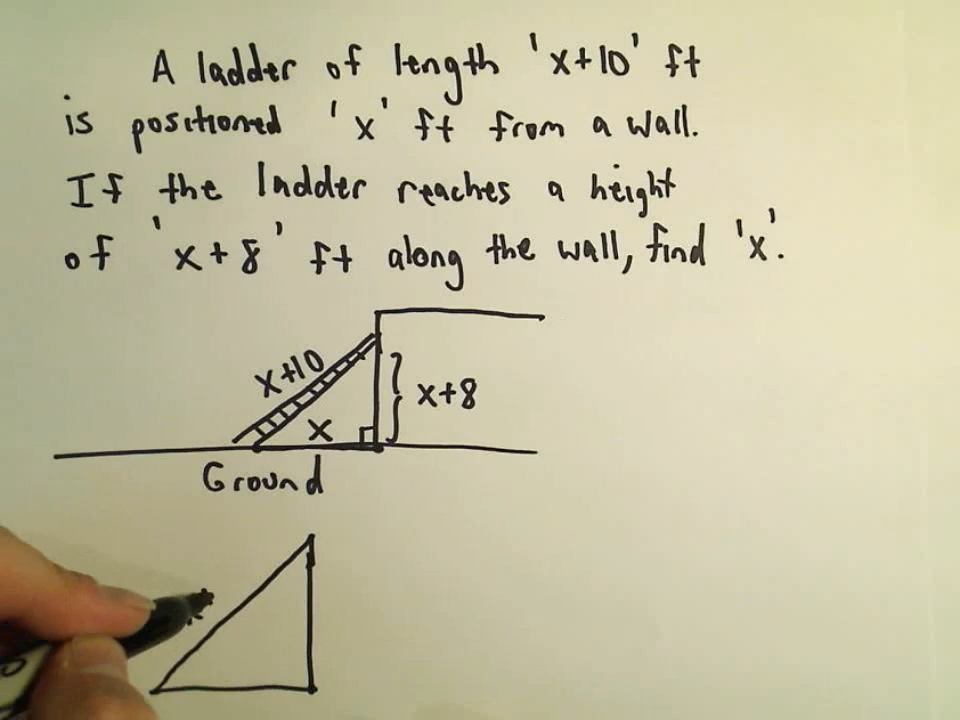 A ladder of length 'x+10' ft
is positioned 'x' ft from a wall.
If the ladder reaches a height
of 'x+8' ft along the wall, find 'x'.
x+10
x+8
x
Ground